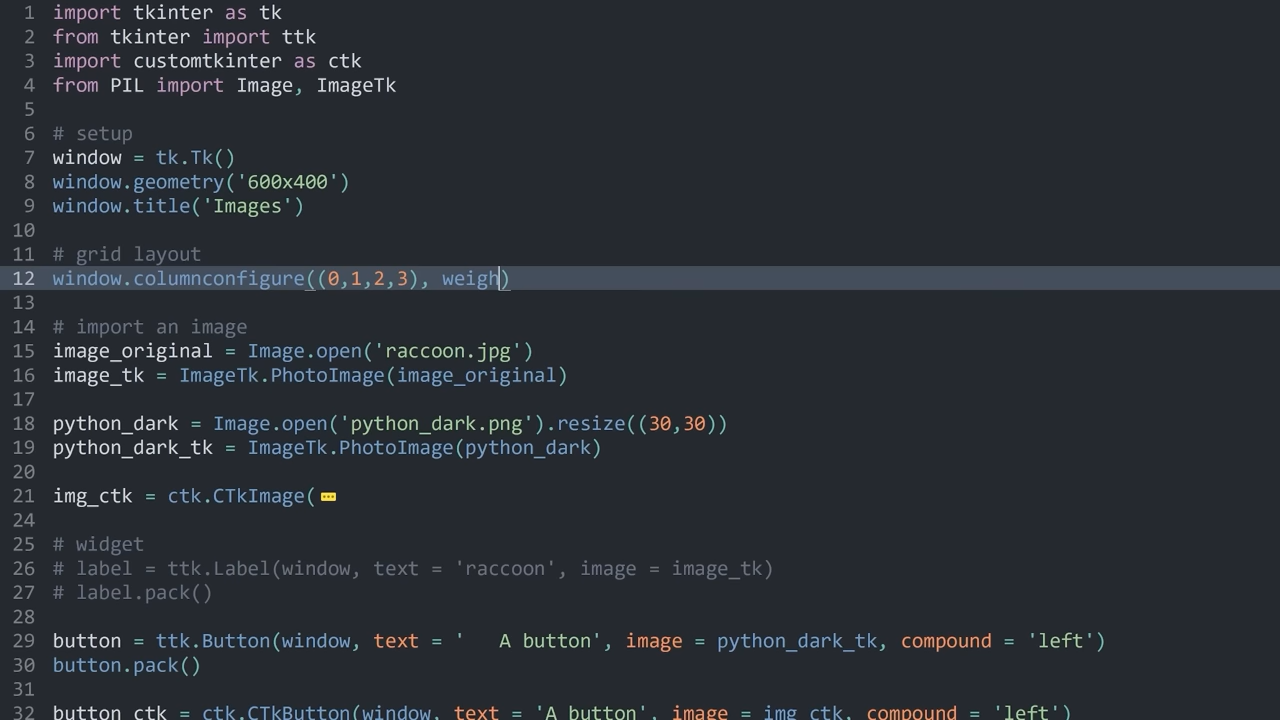 1 import tkinter as tk
2 from tkinter import ttk
3 import customtkinter as ctk
4 from PIL import Image, ImageTk
5
6 # setup
7 window = tk.Tk()
8 window.geometry('600x400')
9 window.title('Images')
10
11 # grid layout
12 window.columnconfigure((0,1,2,3), weigh)
13
14 # import an image
15 image_original = Image.open('raccoon.jpg')
16 image_tk = ImageTk.PhotoImage(image_original)
17
18 python_dark = Image.open('python_dark.png').resize((30,30))
19 python_dark_tk = ImageTk.PhotoImage(python_dark)
20
21 img_ctk = ctk.CTkImage( …
24
25 # widget
26 # label = ttk.Label(window, text = 'raccoon', image = image_tk)
27 # label.pack()
28
29 button = ttk.Button(window, text = '   A button', image = python_dark_tk, compound = 'left')
30 button.pack()
31
32 button_ctk = ctk.CTkButton(window, text = 'A button', image = img_ctk, compound = 'left')